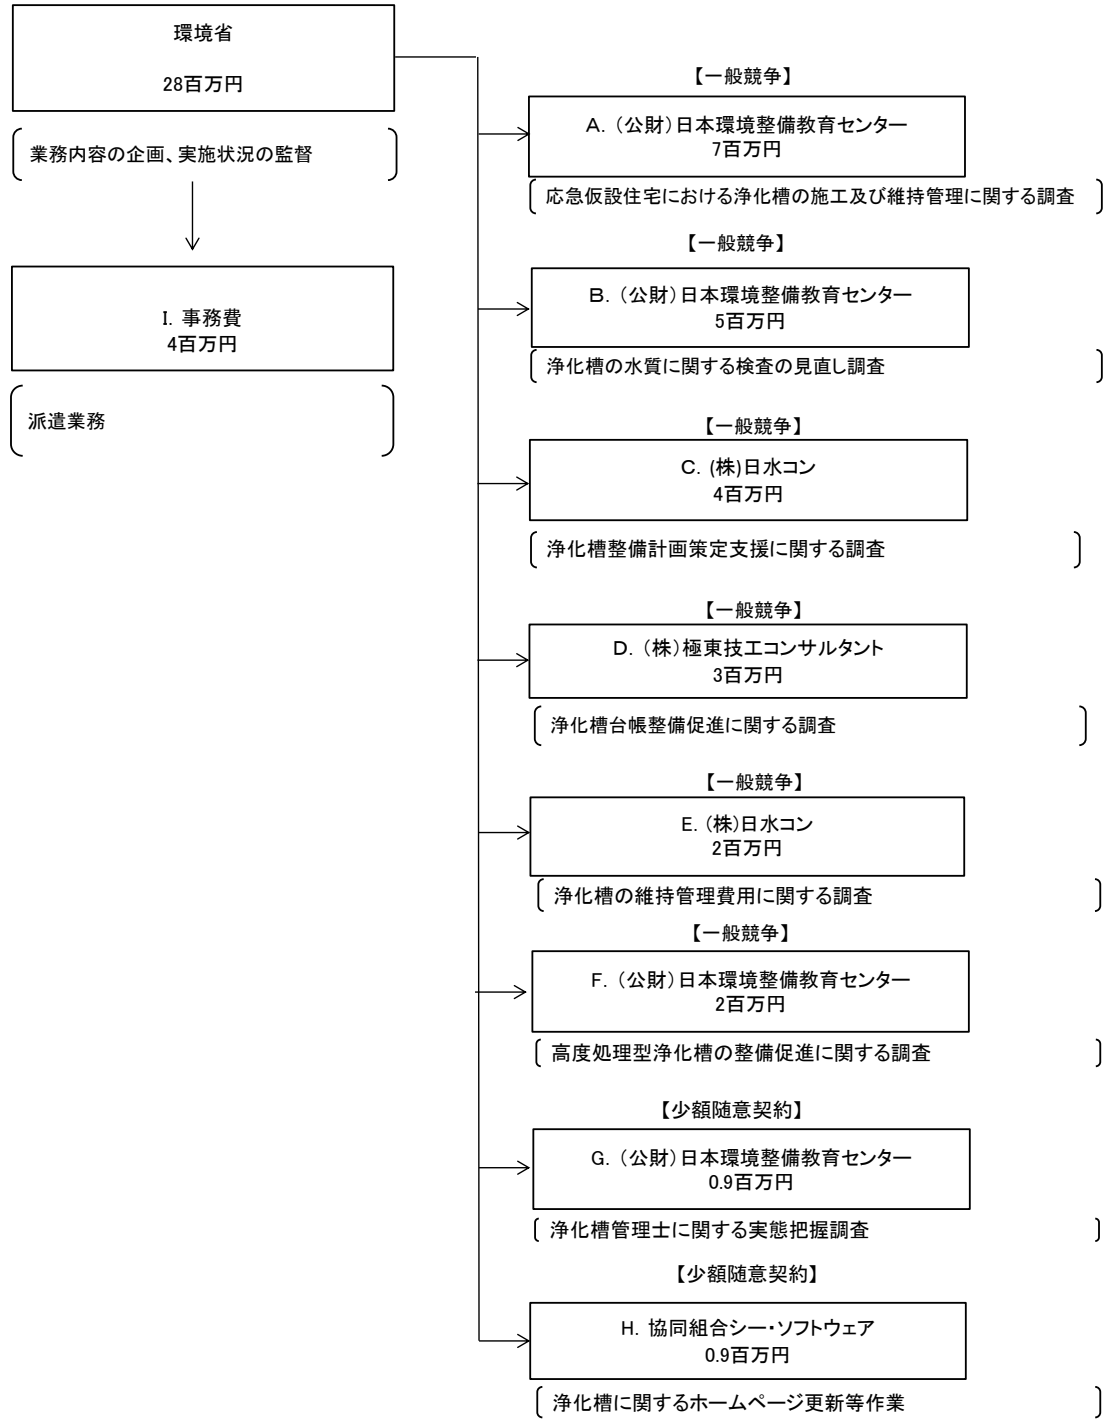 環境省
28百万円
業務内容の企画、実施状況の監督
I. 事務費
4百万円
派遣業務
【一般競争】
A. (公財)日本環境整備教育センター
7百万円
応急仮設住宅における浄化槽の施工及び維持管理に関する調査
【一般競争】
B. (公財)日本環境整備教育センター
5百万円
浄化槽の水質に関する検査の見直し調査
【一般競争】
C. (株)日水コン
4百万円
浄化槽整備計画策定支援に関する調査
【一般競争】
D. (株)極東技工コンサルタント
3百万円
浄化槽台帳整備促進に関する調査
【一般競争】
E. (株)日水コン
2百万円
浄化槽の維持管理費用に関する調査
【一般競争】
F. (公財)日本環境整備教育センター
2百万円
高度処理型浄化槽の整備促進に関する調査
【少額随意契約】
G. (公財)日本環境整備教育センター
0.9百万円
浄化槽管理士に関する実態把握調査
【少額随意契約】
H. 協同組合シー・ソフトウェア
0.9百万円
浄化槽に関するホームページ更新等作業